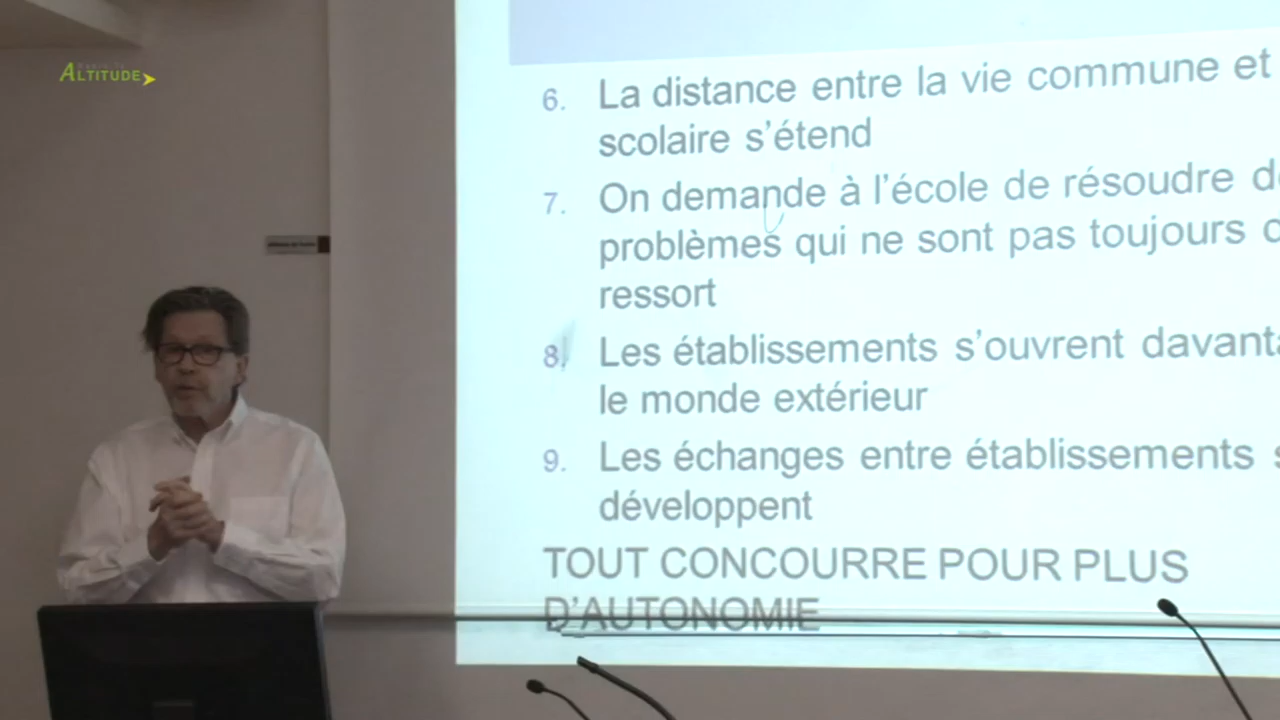 ALTITUDE
6. La distance entre la vie commune et
scolaire s'étend
7. On demande à l'école de résoudre
problèmes qui ne sont pas toujours
ressort
8. Les établissements s'ouvrent
le monde extérieur
9. Les échanges entre établissements
développent
TOUT CONCOURRE POUR PLUS
D'AUTONOMIE